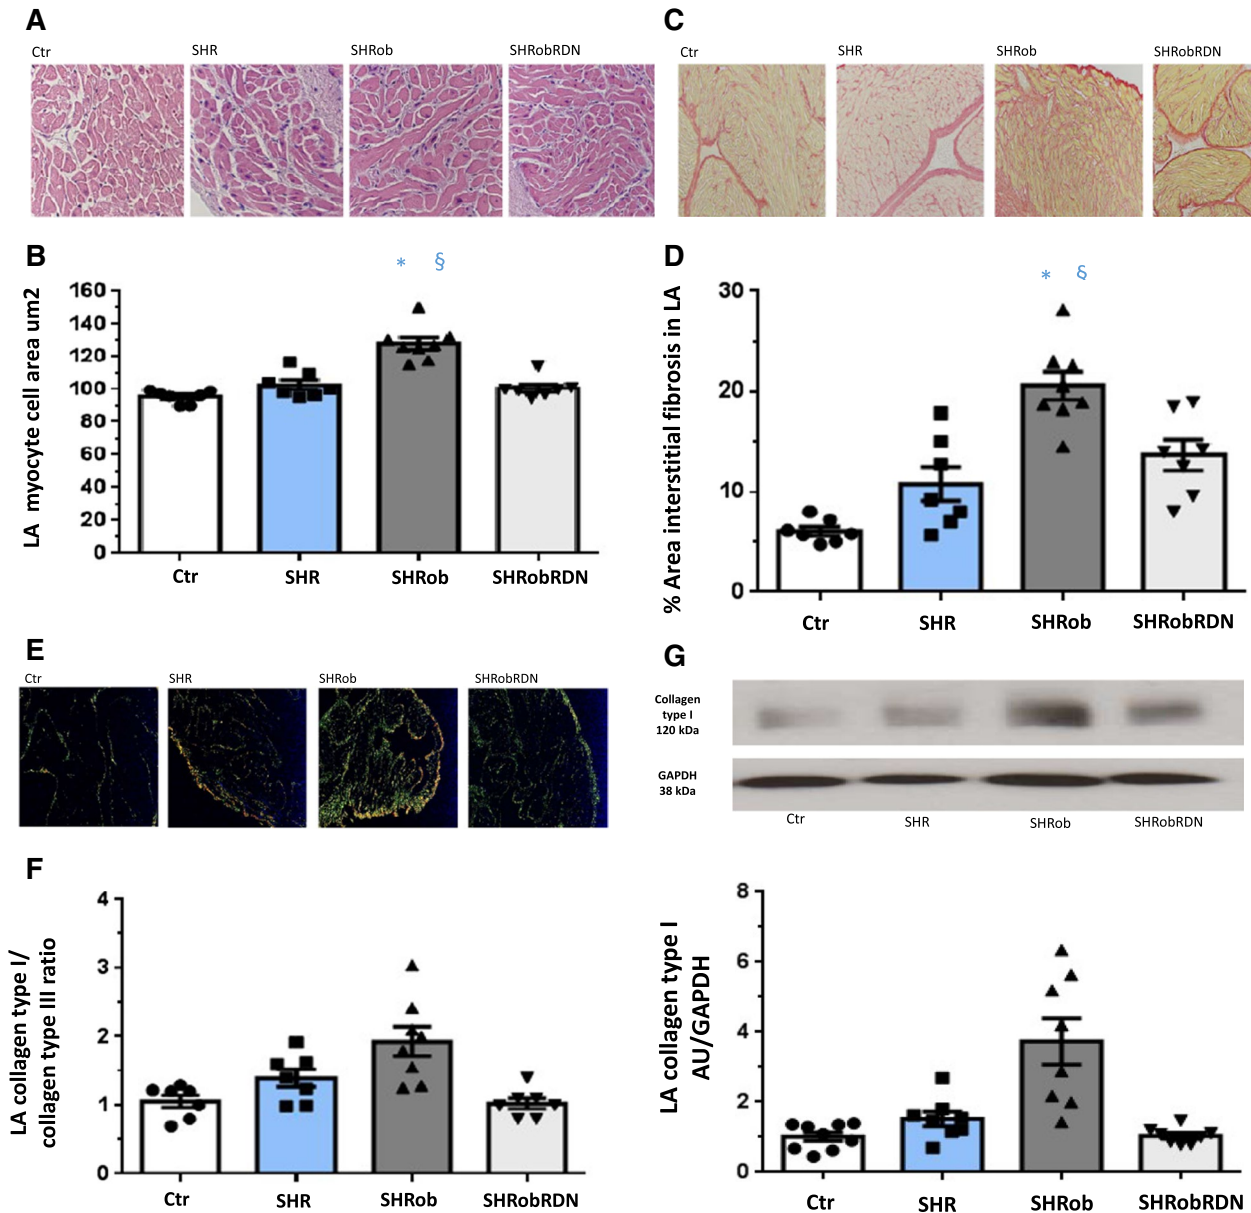 A
Ctr
SHR
SHRob
SHRobRDN
C
Ctr
SHR
SHRob
SHRobRDN
B
* §
LA myocyte cell area um2
160
140
120
100
80
60
40
20
0
Ctr
SHR
SHRob
SHRobRDN
D
* §
% Area interstitial fibrosis in LA
30
20
10
0
Ctr
SHR
SHRob
SHRobRDN
E
Ctr
SHR
SHRob
SHRobRDN
G
Collagen
type I
120 kDa
GAPDH
38 kDa
Ctr
SHR
SHRob
SHRobRDN
F
LA collagen type I/
collagen type III ratio
4
3
2
1
0
Ctr
SHR
SHRob
SHRobRDN
LA collagen type I
AU/GAPDH
8
6
4
2
0
Ctr
SHR
SHRob
SHRobRDN